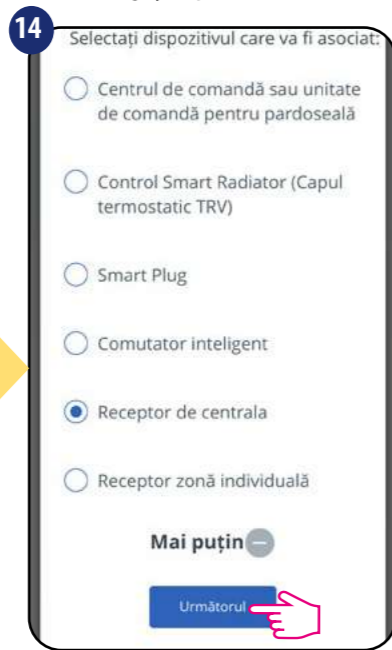 14
Selectați dispozitivul care va fi asociat:
Centrul de comandă sau unitate
de comandă pentru pardoseală
Control Smart Radiator (Capul
termostatic TRV)
Smart Plug
Comutator inteligent
Receptor de centrala
Receptor zonă individuală
Mai puțin
Următorul